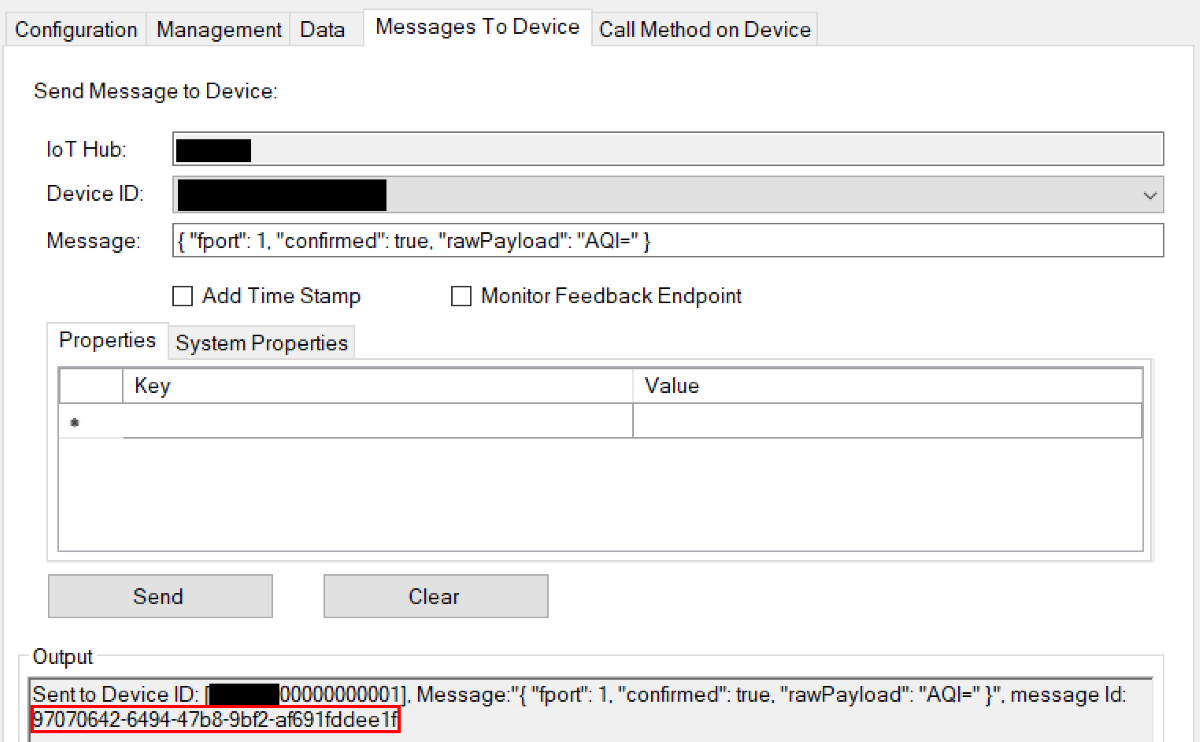 Configuration Management Data Messages To Device Call Method on Device
Send Message to Device:
IoT Hub:
Device ID:
Message: { "fport": 1, "confirmed": true, "rawPayload": "AQI=" }
Add Time Stamp Monitor Feedback Endpoint
Properties System Properties
Key Value
*
Send Clear
Output
Sent to Device ID: [00000000001], Message:"{ "fport": 1, "confirmed": true, "rawPayload": "AQI=" }", message Id:
97070642-6494-47b8-9bf2-af691fddee1f